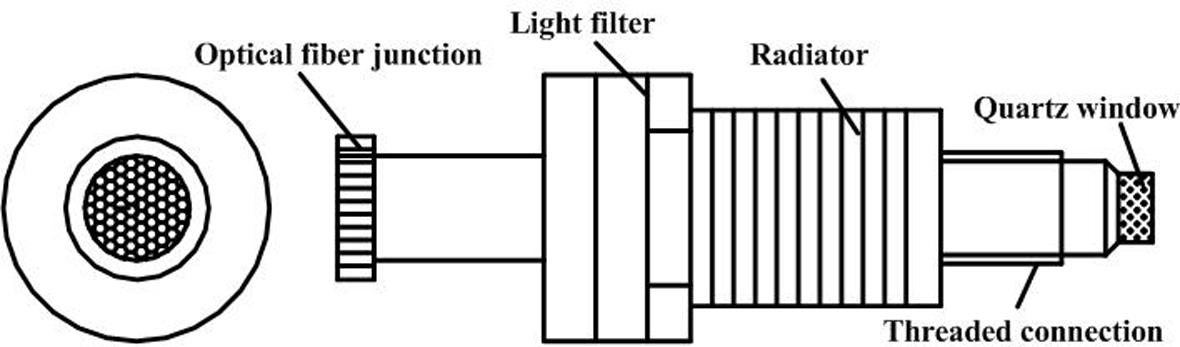 Light filter
Optical fiber junction
Radiator
Quartz window
Threaded connection